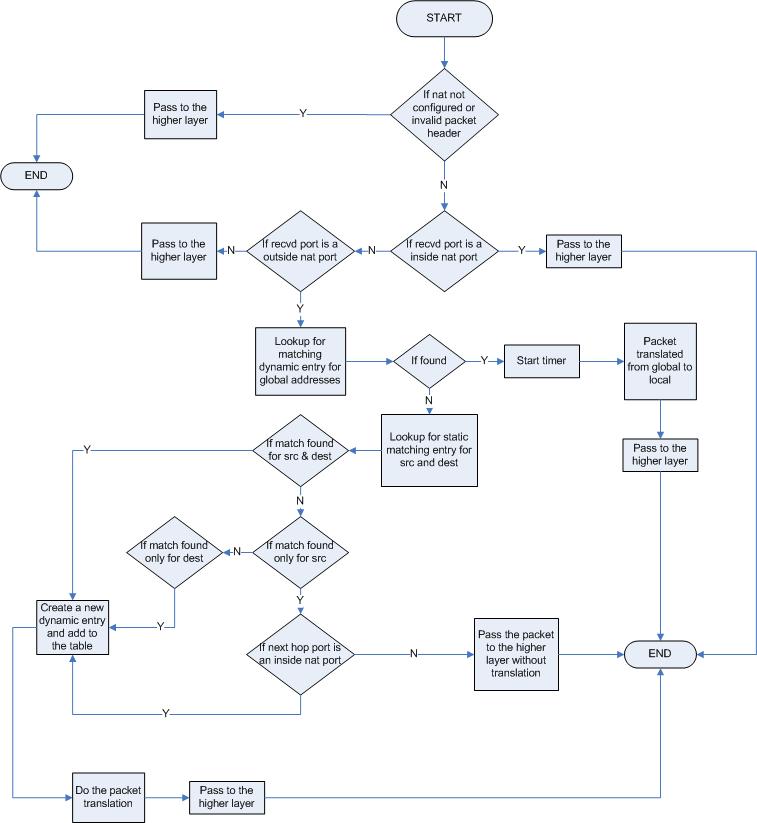 START
If nat not
configured or
invalid packet
header
Y
Pass to the
higher layer
END
N
If recvd port is a
inside nat port
Y
Pass to the
higher layer
N
If recvd port is a
outside nat port
N
Pass to the
higher layer
Y
Lookup for
matching
dynamic entry for
global addresses
If found
Y
Start timer
Packet
translated
from global to
local
Pass to the
higher layer
N
Lookup for static
matching entry for
src and dest
If match found
for src & dest
Y
N
If match found
only for src
N
If match found
only for dest
Y
Create a new
dynamic entry
and add to
the table
Y
If next hop port is
an inside nat port
N
Pass the packet
to the higher
layer without
translation
END
Y
Do the packet
translation
Pass to the
higher layer